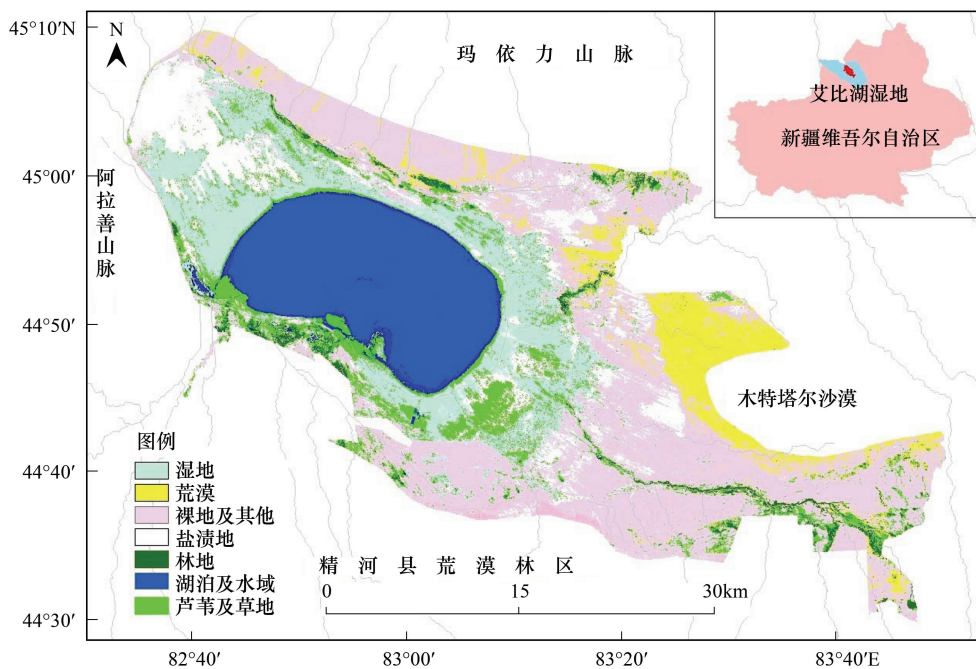 45°10′N
N
玛依力山脉
艾比湖湿地
新疆维吾尔自治区
45°00′
阿拉善山脉
44°50′
木特塔尔沙漠
图例
湿地
荒漠
裸地及其他
盐渍地
林地
湖泊及水域
芦苇及草地
44°40′
精河县荒漠林区
0 15 30km
44°30′
82°40′ 83°00′ 83°20′ 83°40′E